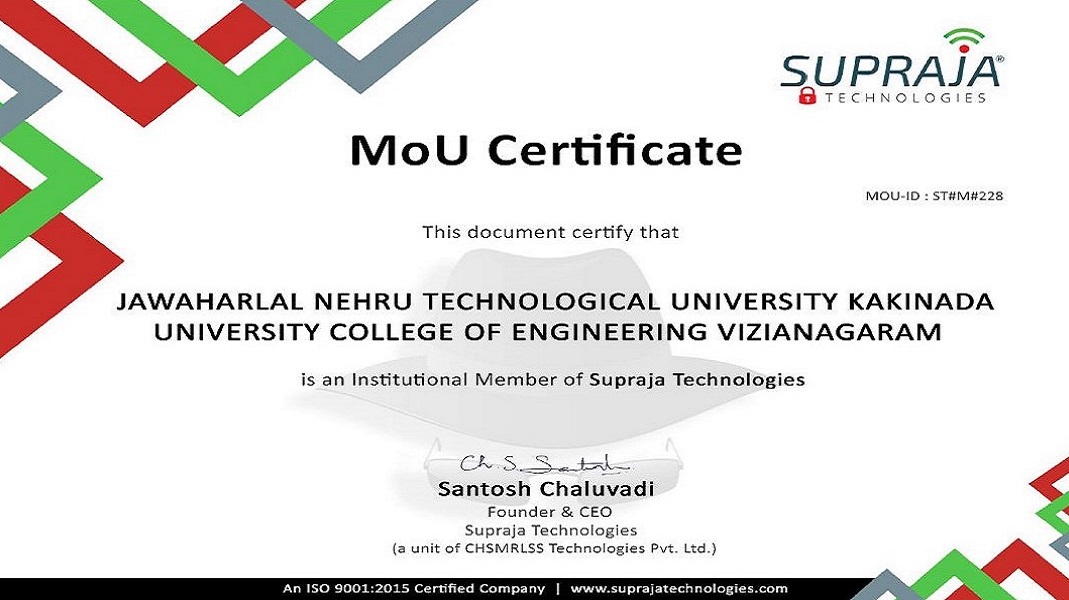 SUPRAJA®
TECHNOLOGIES
MoU Certificate
MOU-ID : ST#M#228
This document certify that
JAWAHARLAL NEHRU TECHNOLOGICAL UNIVERSITY KAKINADA
UNIVERSITY COLLEGE OF ENGINEERING VIZIANAGARAM
is an Institutional Member of Supraja Technologies
Ch. S. Santosh
Santosh Chaluvadi
Founder & CEO
Supraja Technologies
(a unit of CHSMRLSS Technologies Pvt. Ltd.)
An ISO 9001:2015 Certified Company | www.suprajatechnologies.com